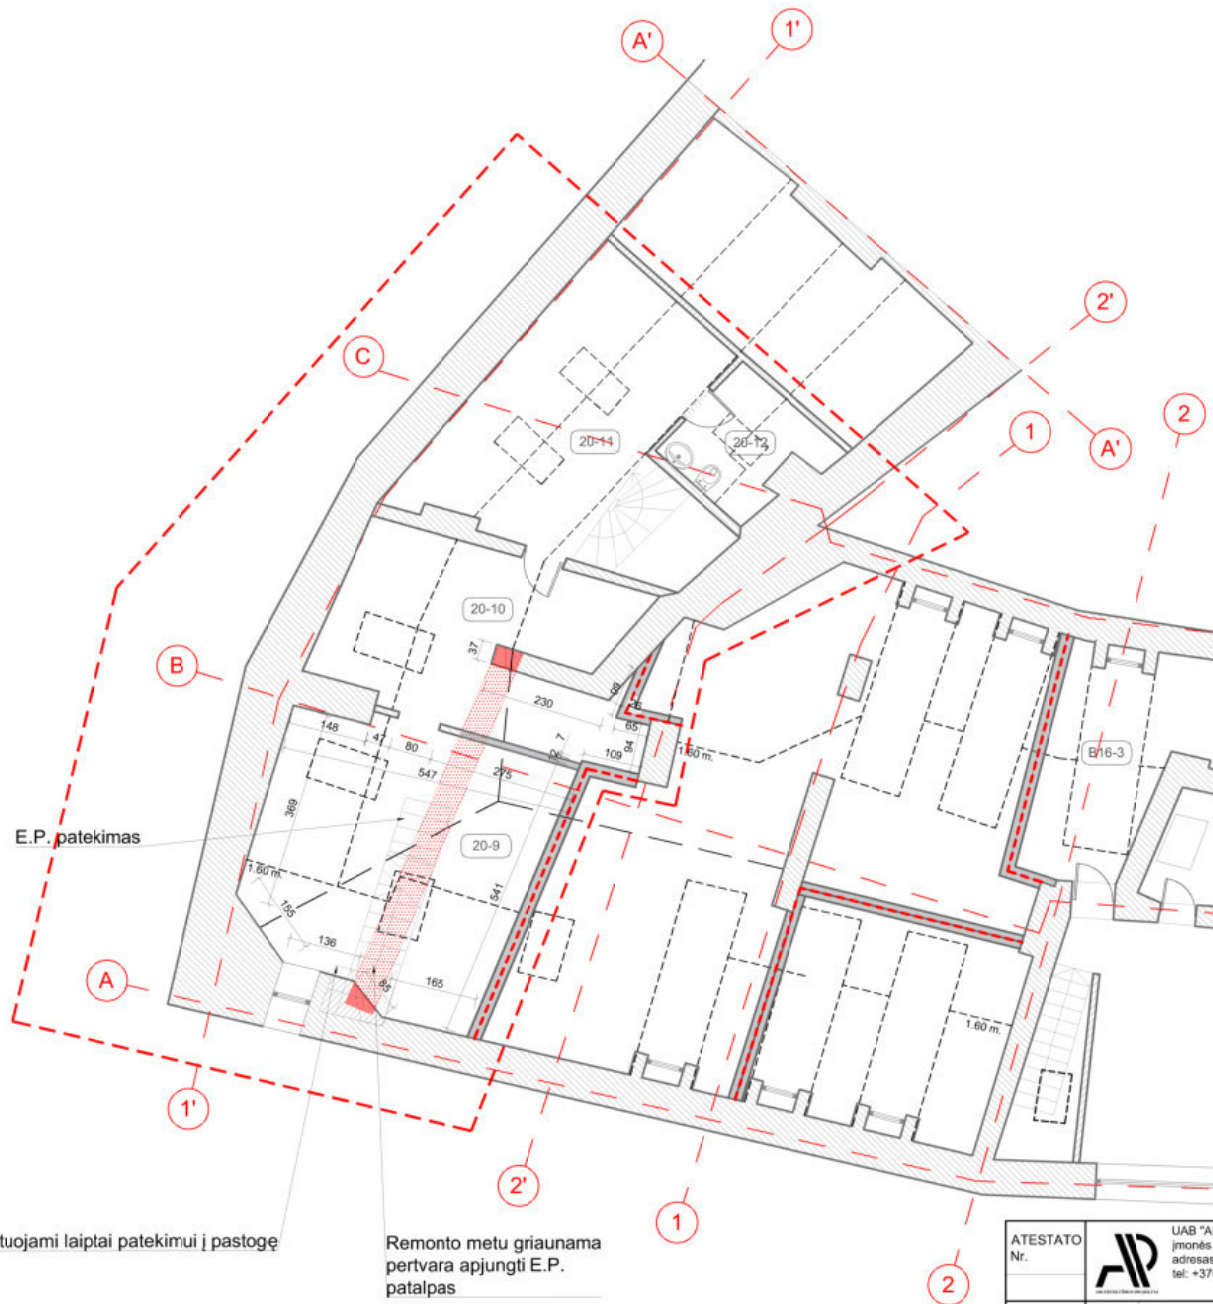 A'
1'
C
2'
1
2
A'
20-11
20-12
20-10
37
B
230
60
65
94
109
7
12
148
47
80
547
275
1.60 m.
B16-3
369
E.P. patekimas
20-9
1.60 m.
541
155
136
165
85
A
1.60 m.
1'
2'
1
2
tuojami laiptai patekimui į pastogę
Remonto metu griaunama
pertvara apjungti E.P.
patalpas
ATESTATO
Nr.
UAB "A
įmonės
adresas
tel: +370